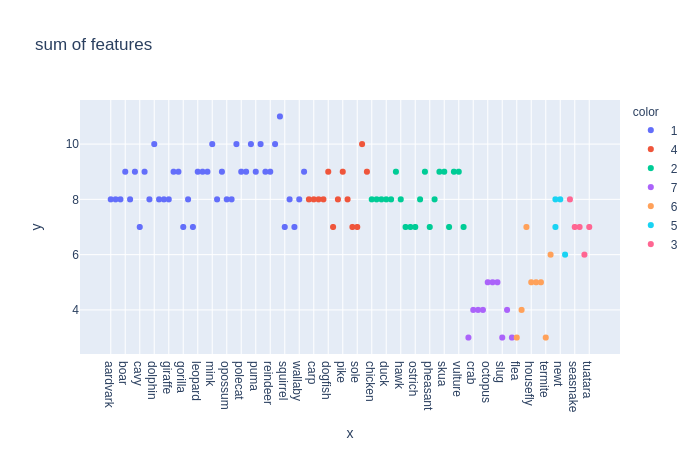 sum of features
color
1
4
2
7
6
5
3
y
10
8
6
4
aardvark
boar
cavy
dolphin
giraffe
gorilla
leopard
mink
opossum
polecat
puma
reindeer
squirrel
wallaby
carp
dogfish
pike
sole
chicken
duck
hawk
ostrich
pheasant
skua
vulture
crab
octopus
slug
flea
housefly
termite
newt
seasnake
tuatara
x